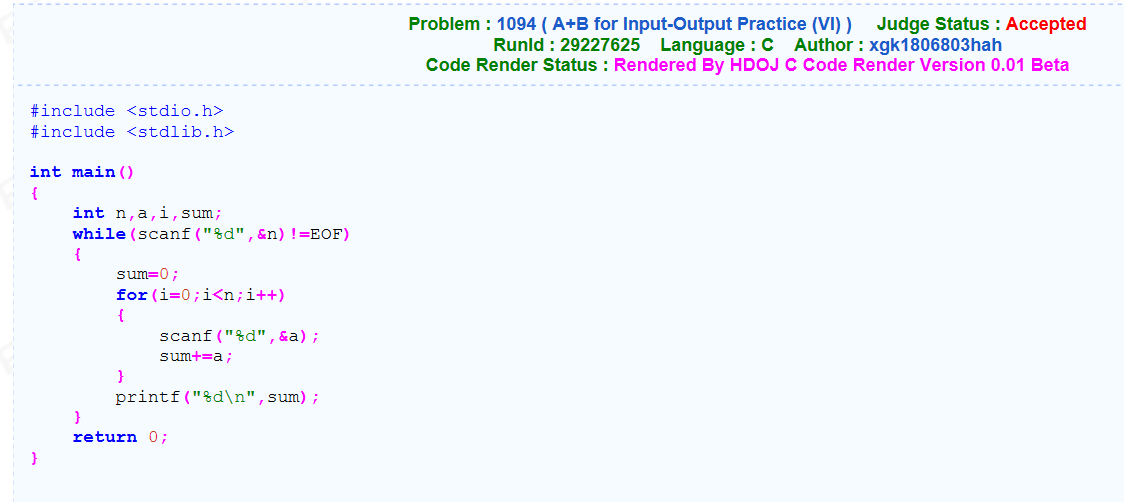 Problem : 1094 ( A+B for Input-Output Practice (VI) ) Judge Status : Accepted
RunId : 29227625 Language : C Author : xgk1806803hah
Code Render Status : Rendered By HDOJ C Code Render Version 0.01 Beta
#include <stdio.h>
#include <stdlib.h>
int main()
{
    int n,a,i,sum;
    while(scanf("%d",&n)!=EOF)
    {
        sum=0;
        for(i=0;i<n;i++)
        {
            scanf("%d",&a);
            sum+=a;
        }
        printf("%d\n",sum);
    }
    return 0;
}